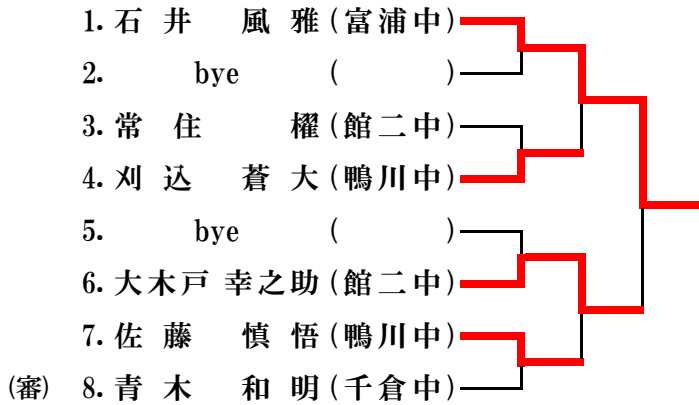 1. 石井 風雅 (富浦中)
2. bye ( )
3. 常住 櫂 (館二中)
4. 刈込 蒼大 (鴨川中)
5. bye ( )
6. 大木戸 幸之助 (館二中)
7. 佐藤 慎悟 (鴨川中)
(審) 8. 青木 和明 (千倉中)